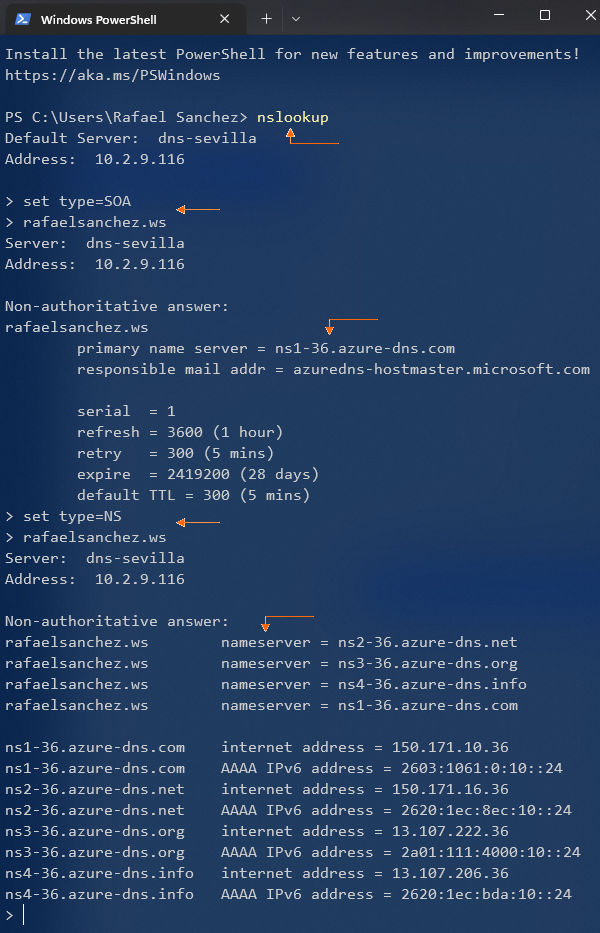 Windows PowerShell
Install the latest PowerShell for new features and improvements!
https://aka.ms/PSWindows
PS C:\Users\Rafael Sanchez> nslookup
Default Server:  dns-sevilla
Address:  10.2.9.116
> set type=SOA
> rafaelsanchez.ws
Server:  dns-sevilla
Address:  10.2.9.116
Non-authoritative answer:
rafaelsanchez.ws
primary name server = ns1-36.azure-dns.com
responsible mail addr = azuredns-hostmaster.microsoft.com
serial  = 1
refresh = 3600 (1 hour)
retry   = 300 (5 mins)
expire  = 2419200 (28 days)
default TTL = 300 (5 mins)
> set type=NS
> rafaelsanchez.ws
Server:  dns-sevilla
Address:  10.2.9.116
Non-authoritative answer:
rafaelsanchez.ws        nameserver = ns2-36.azure-dns.net
rafaelsanchez.ws        nameserver = ns3-36.azure-dns.org
rafaelsanchez.ws        nameserver = ns4-36.azure-dns.info
rafaelsanchez.ws        nameserver = ns1-36.azure-dns.com
ns1-36.azure-dns.com    internet address = 150.171.10.36
ns1-36.azure-dns.com    AAAA IPv6 address = 2603:1061:0:10::24
ns2-36.azure-dns.net    internet address = 150.171.16.36
ns2-36.azure-dns.net    AAAA IPv6 address = 2620:1ec:8ec:10::24
ns3-36.azure-dns.org    internet address = 13.107.222.36
ns3-36.azure-dns.org    AAAA IPv6 address = 2a01:111:4000:10::24
ns4-36.azure-dns.info   internet address = 13.107.206.36
ns4-36.azure-dns.info   AAAA IPv6 address = 2620:1ec:bda:10::24
>